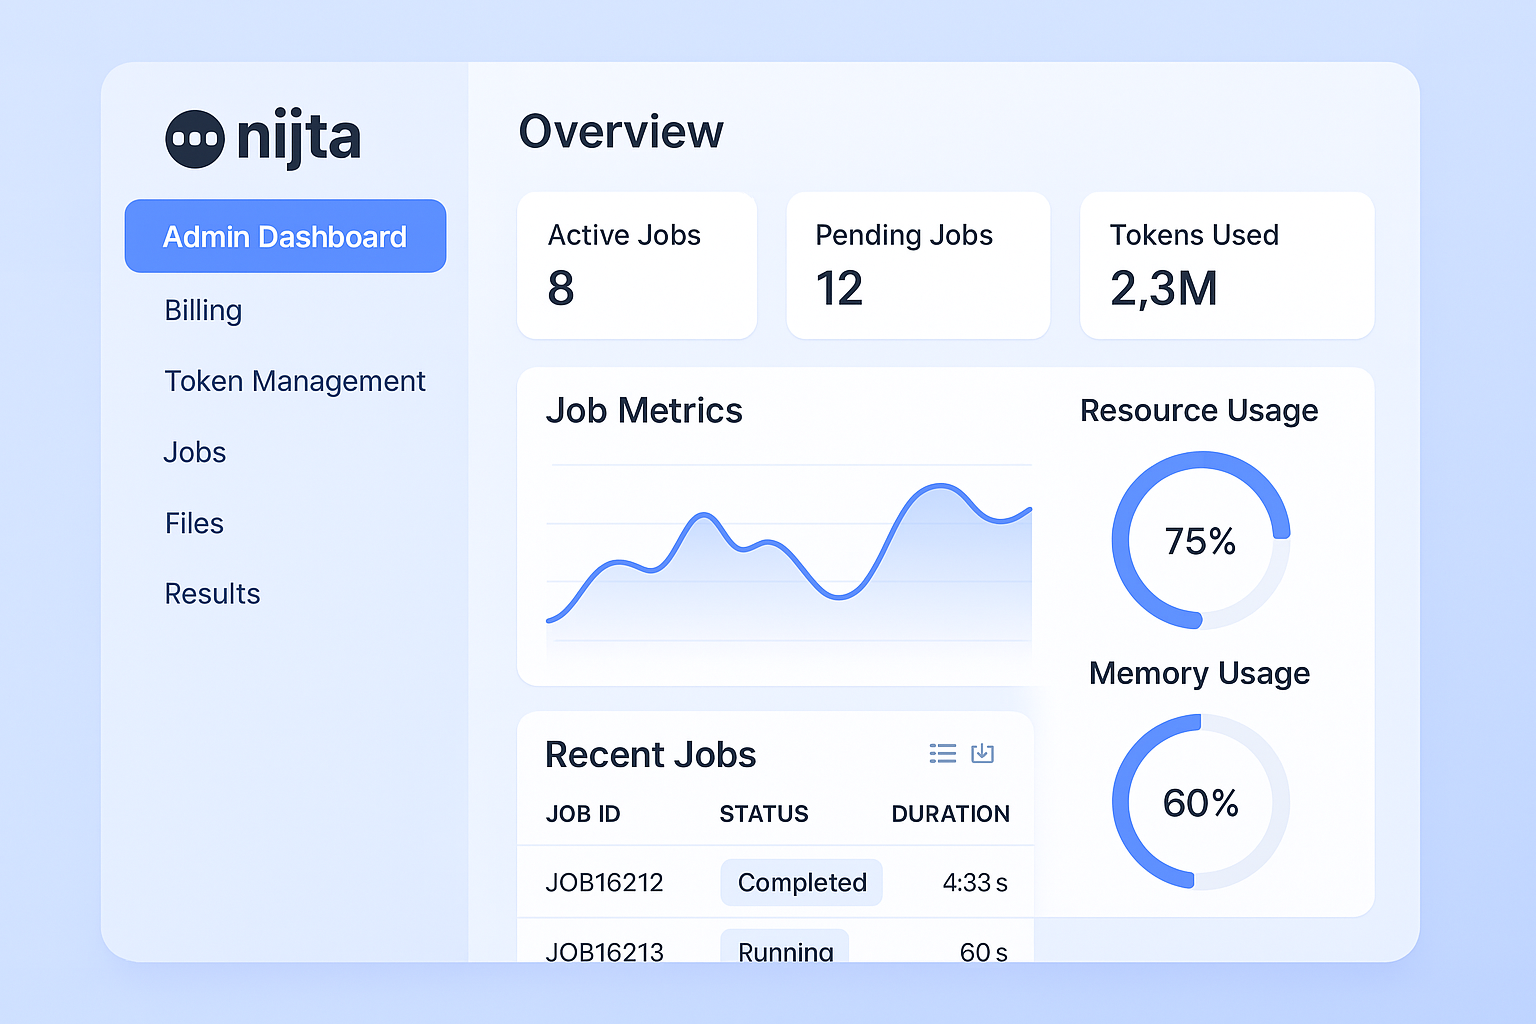 nijta
Admin Dashboard
Billing
Token Management
Jobs
Files
Results
Overview
Active Jobs
8
Pending Jobs
12
Tokens Used
2,3M
Job Metrics
Resource Usage
75%
Memory Usage
60%
Recent Jobs
JOB ID STATUS DURATION
JOB16212 Completed 4:33 s
JOB16213 Running 60 s